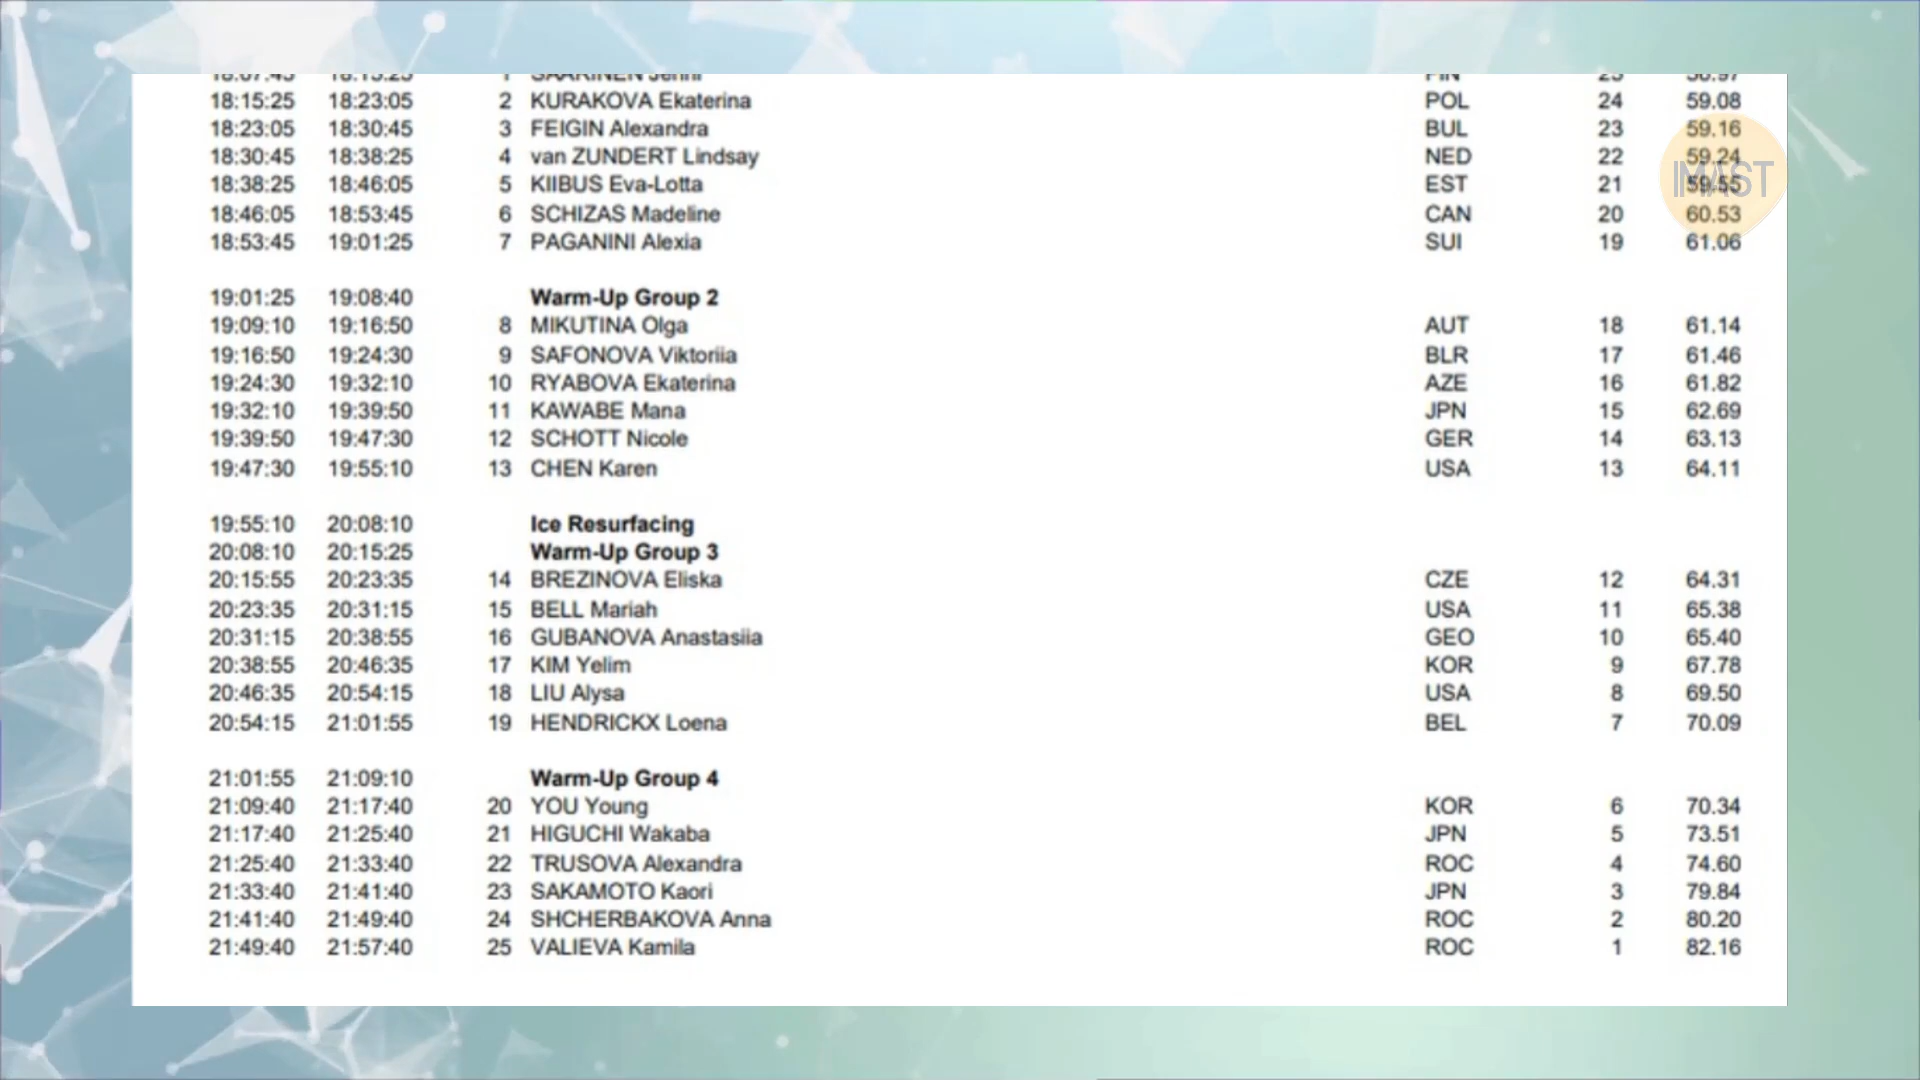 18:07:45 18:15:25 1 SAARINEN Jenni FIN 25 56.97
18:15:25 18:23:05 2 KURAKOVA Ekaterina POL 24 59.08
18:23:05 18:30:45 3 FEIGIN Alexandra BUL 23 59.16
18:30:45 18:38:25 4 van ZUNDERT Lindsay NED 22 59.24
18:38:25 18:46:05 5 KIIBUS Eva-Lotta EST 21 59.55
IMAST
18:46:05 18:53:45 6 SCHIZAS Madeline CAN 20 60.53
18:53:45 19:01:25 7 PAGANINI Alexia SUI 19 61.06
19:01:25 19:08:40 Warm-Up Group 2
19:09:10 19:16:50 8 MIKUTINA Olga AUT 18 61.14
19:16:50 19:24:30 9 SAFONOVA Viktoriia BLR 17 61.46
19:24:30 19:32:10 10 RYABOVA Ekaterina AZE 16 61.82
19:32:10 19:39:50 11 KAWABE Mana JPN 15 62.69
19:39:50 19:47:30 12 SCHOTT Nicole GER 14 63.13
19:47:30 19:55:10 13 CHEN Karen USA 13 64.11
19:55:10 20:08:10 Ice Resurfacing
20:08:10 20:15:25 Warm-Up Group 3
20:15:55 20:23:35 14 BREZINOVA Eliska CZE 12 64.31
20:23:35 20:31:15 15 BELL Mariah USA 11 65.38
20:31:15 20:38:55 16 GUBANOVA Anastasiia GEO 10 65.40
20:38:55 20:46:35 17 KIM Yelim KOR 9 67.78
20:46:35 20:54:15 18 LIU Alysa USA 8 69.50
20:54:15 21:01:55 19 HENDRICKX Loena BEL 7 70.09
21:01:55 21:09:10 Warm-Up Group 4
21:09:40 21:17:40 20 YOU Young KOR 6 70.34
21:17:40 21:25:40 21 HIGUCHI Wakaba JPN 5 73.51
21:25:40 21:33:40 22 TRUSOVA Alexandra ROC 4 74.60
21:33:40 21:41:40 23 SAKAMOTO Kaori JPN 3 79.84
21:41:40 21:49:40 24 SHCHERBAKOVA Anna ROC 2 80.20
21:49:40 21:57:40 25 VALIEVA Kamila ROC 1 82.16